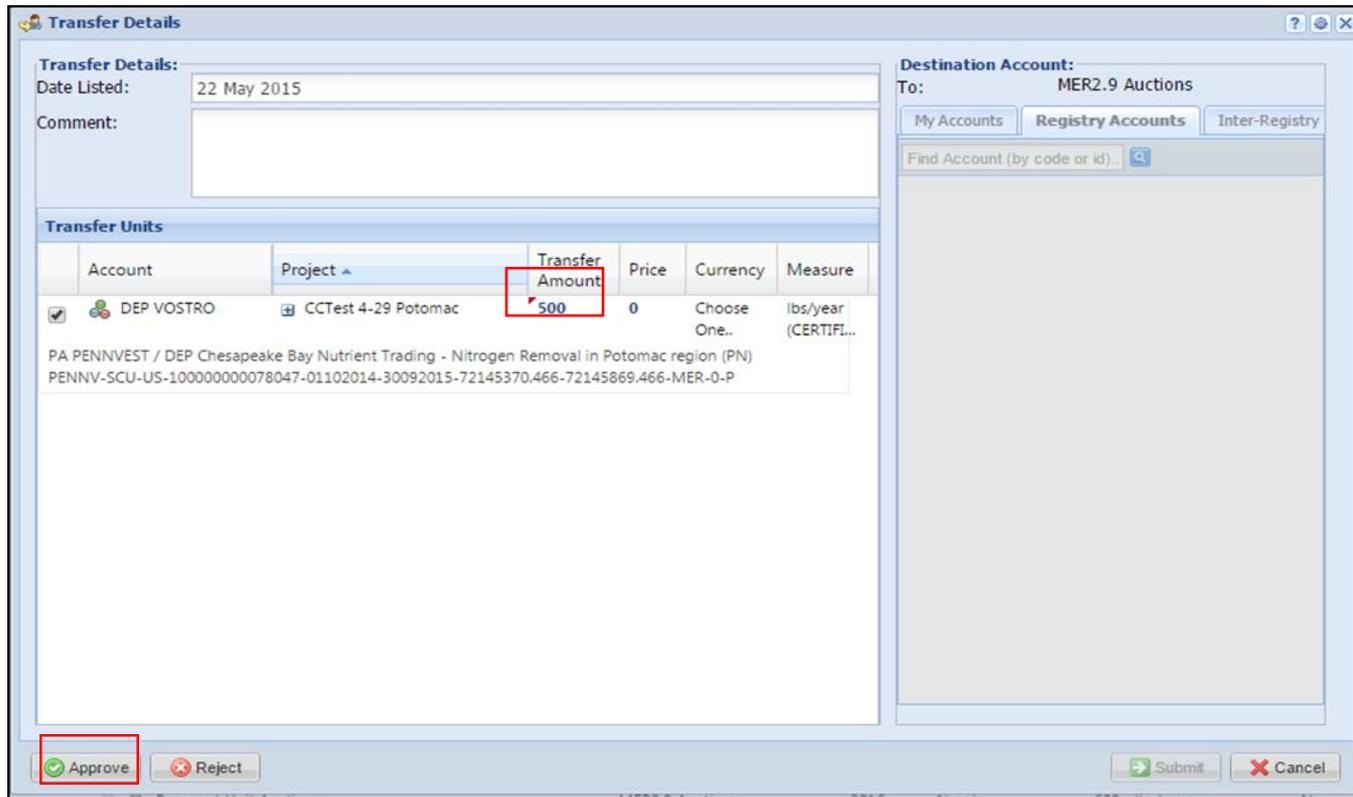 Transfer Details
Transfer Details:
Date Listed:
22 May 2015
Comment:
Transfer Units
Account
Project
Transfer
Amount
Price
Currency
Measure
DEP VOSTRO
CCTest 4-29 Potomac
500
0
Choose
One..
lbs/year
(CERTIFI...
PA PENNVEST / DEP Chesapeake Bay Nutrient Trading - Nitrogen Removal in Potomac region (PN)
PENNV-SCU-US-100000000078047-01102014-30092015-72145370.466-72145869.466-MER-0-P
Destination Account:
To:
MER2.9 Auctions
My Accounts
Registry Accounts
Inter-Registry
Find Account (by code or id)..
Approve
Reject
Submit
Cancel